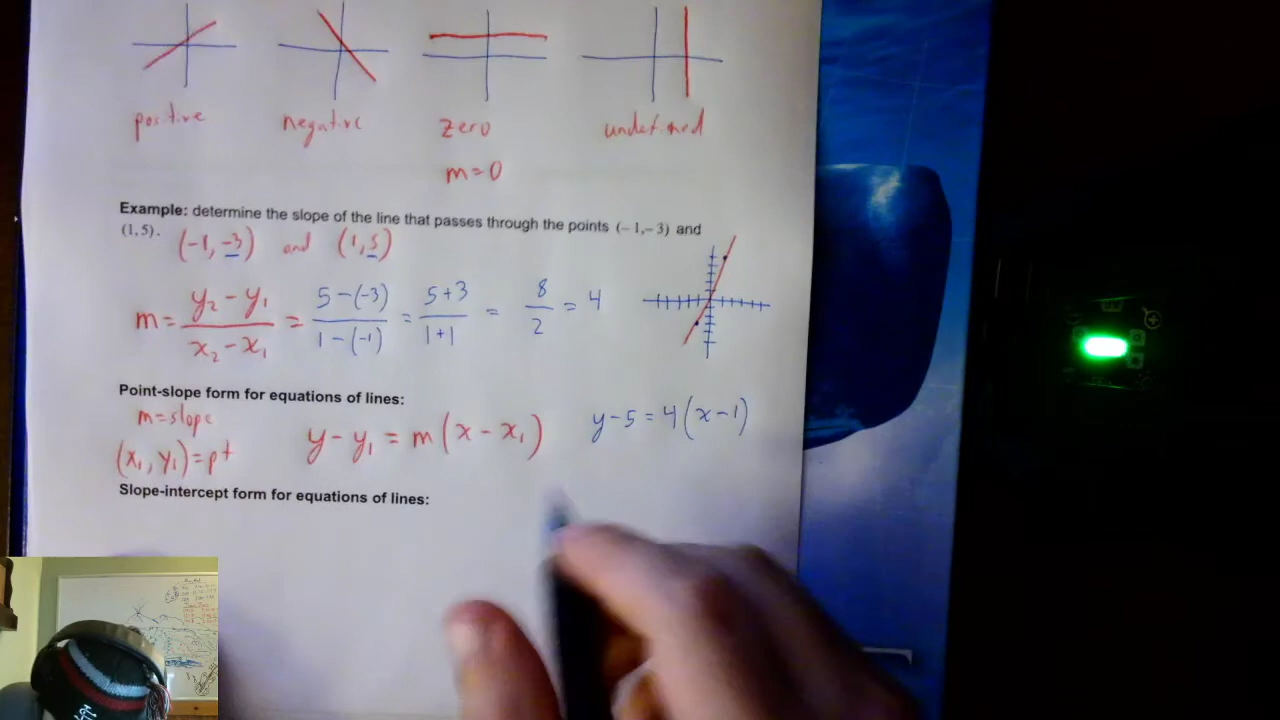 positive negative zero undefined
m=0
Example: determine the slope of the line that passes through the points (−1,−3) and
(1,5). (-1,-3) and (1,5)
m = y₂ - y₁ / x₂ - x₁ = 5-(-3) / 1-(-1) = 5+3 / 1+1 = 8/2 = 4
Point-slope form for equations of lines:
m=slope
(x₁, y₁)=pt y - y₁ = m(x - x₁) y-5=4(x-1)
Slope-intercept form for equations of lines: